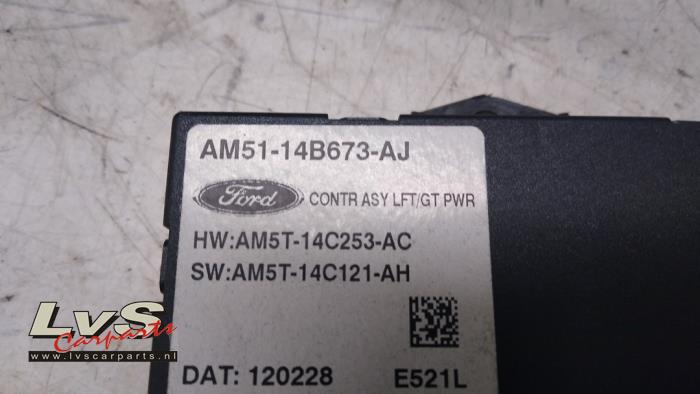 AM51-14B673-AJ
Ford CONTR ASY LFT/GT PWR
HW:AM5T-14C253-AC
SW:AM5T-14C121-AH
DAT: 120228 E521L
LvS
Carparts
www.lvscarparts.nl